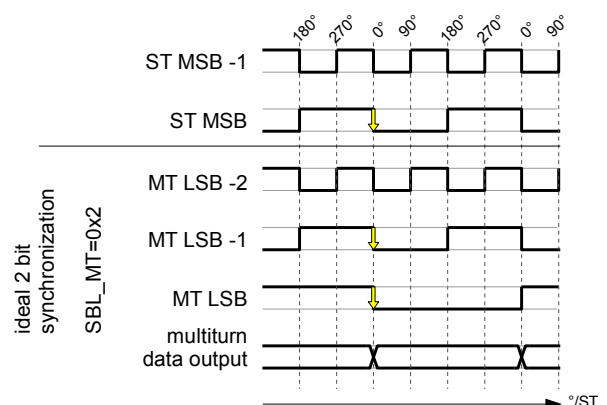 180° 270° 0° 90° 180° 270° 0° 90°
ST MSB -1
ST MSB
MT LSB -2
MT LSB -1
MT LSB
multiturn
data output
ideal 2 bit
synchronization
SBL_MT=0x2
°/ST